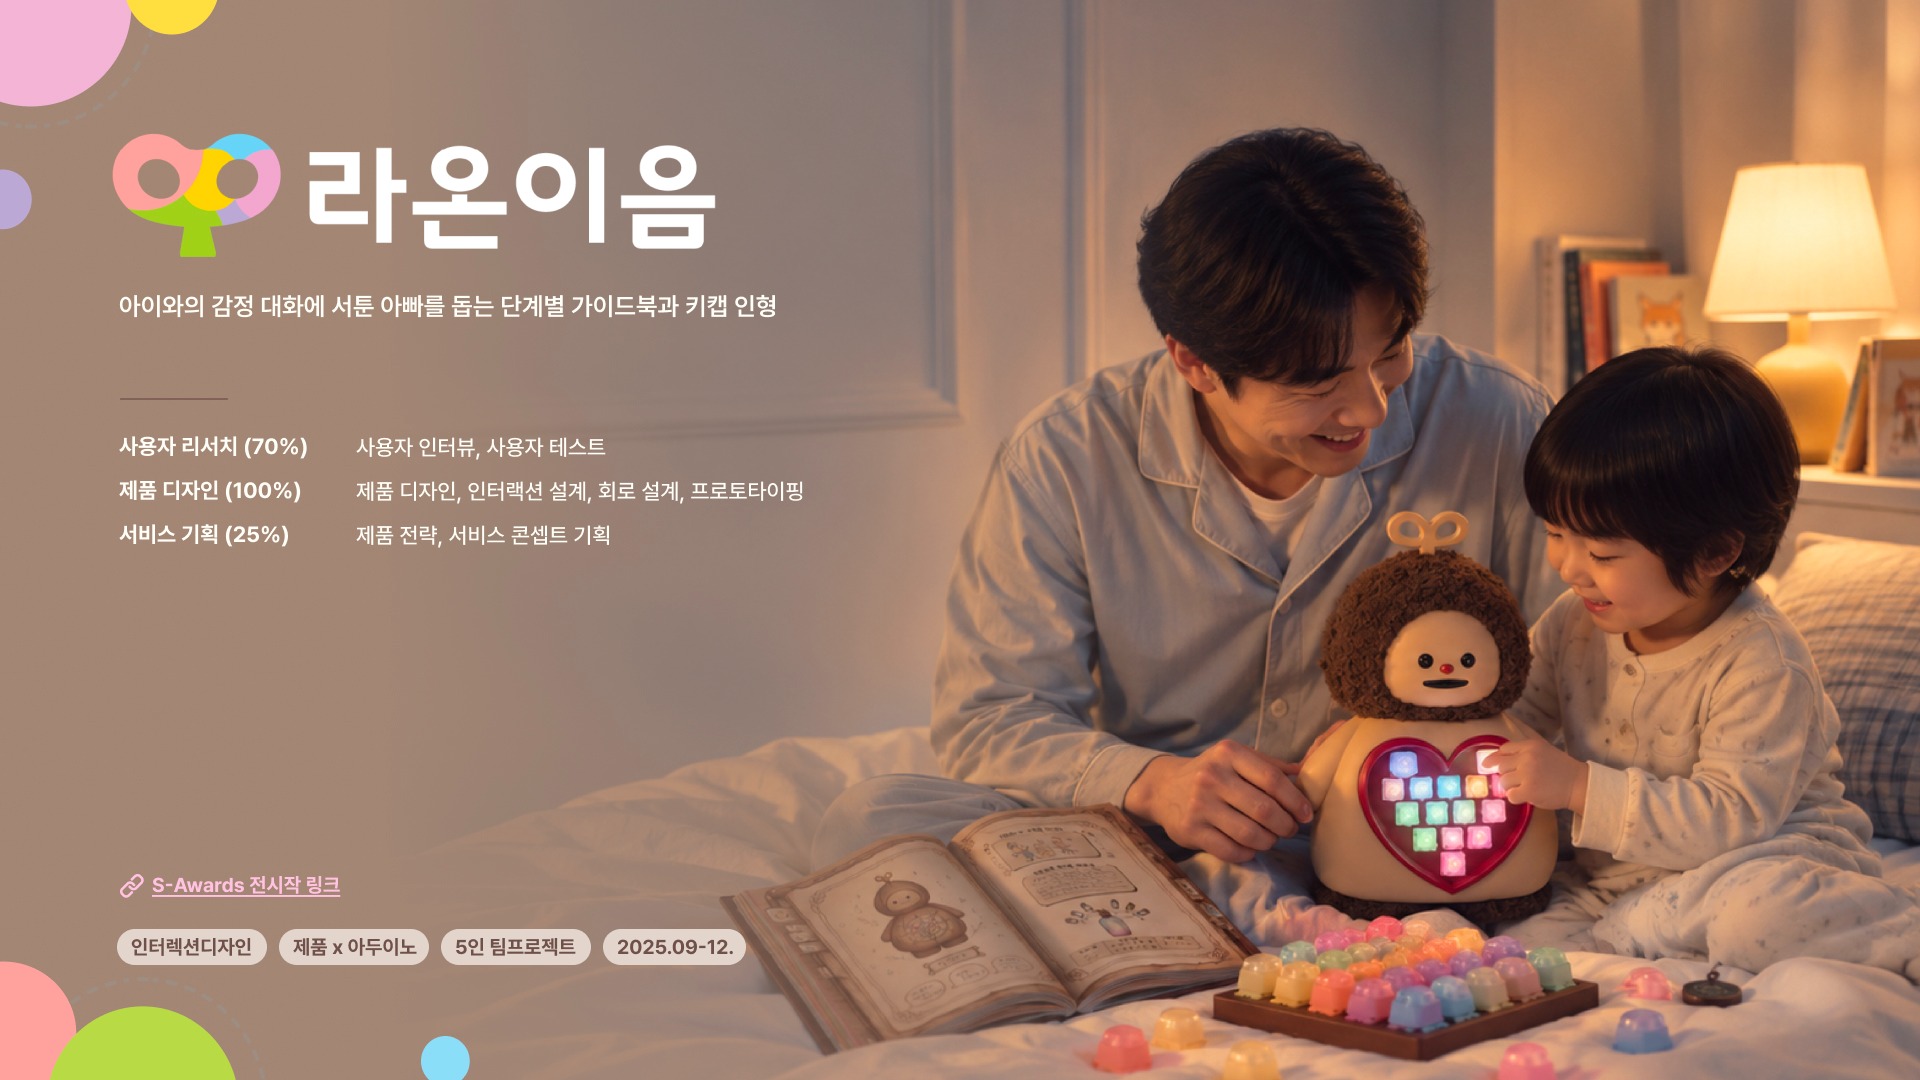 라온이음
아이와의 감정 대화에 서툰 아빠를 돕는 단계별 가이드북과 키캡 인형
사용자 리서치 (70%) 사용자 인터뷰, 사용자 테스트
제품 디자인 (100%) 제품 디자인, 인터랙션 설계, 회로 설계, 프로토타이핑
서비스 기획 (25%) 제품 전략, 서비스 콘셉트 기획
S-Awards 전시작 링크
인터렉션디자인 제품 x 아두이노 5인 팀프로젝트 2025.09-12.